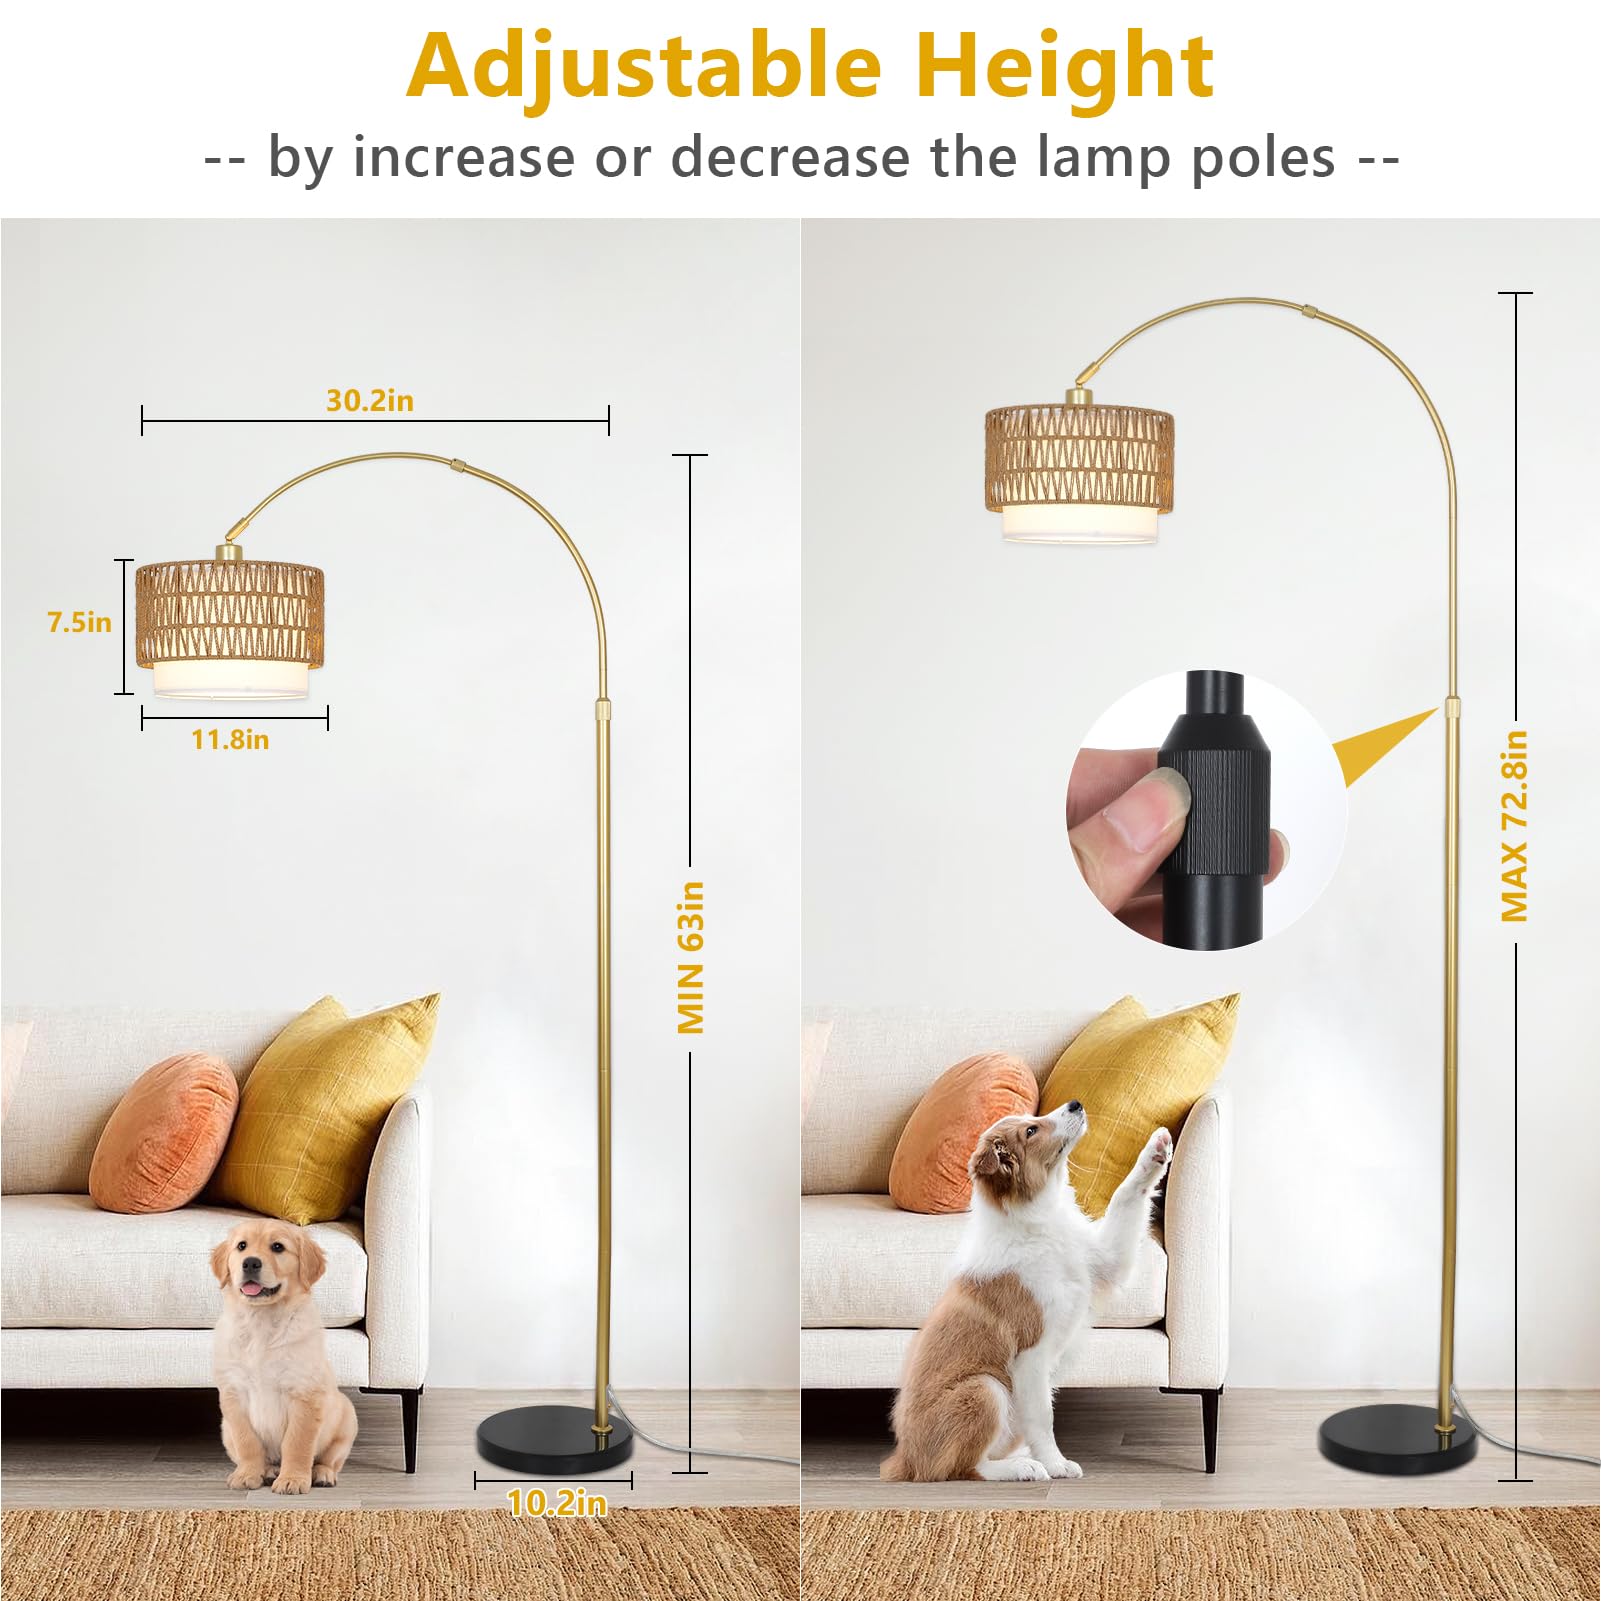 Adjustable Height
-- by increase or decrease the lamp poles --
30.2in
7.5in
11.8in
MIN 63in
10.2in
MAX 72.8in